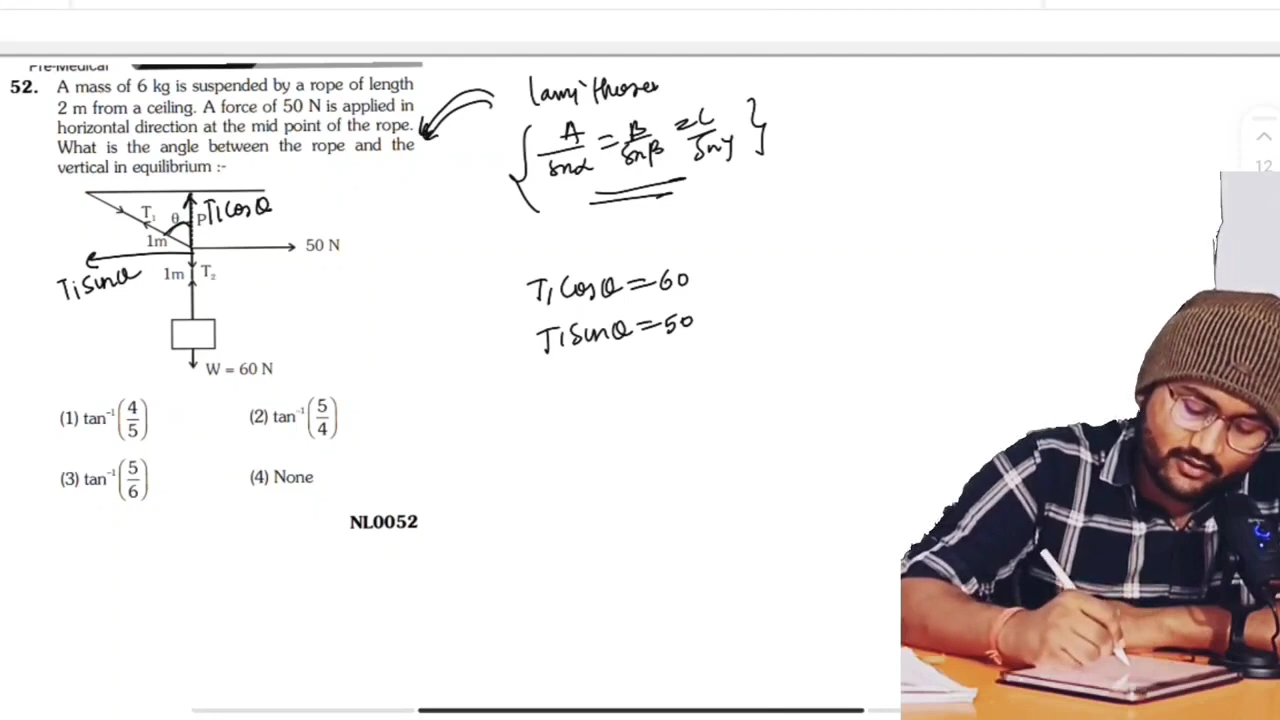 Pre-Medical
52. A mass of 6 kg is suspended by a rope of length
2 m from a ceiling. A force of 50 N is applied in
horizontal direction at the mid point of the rope.
What is the angle between the rope and the
vertical in equilibrium :-
T₁ θ P T₁cosθ
1m
50 N
T₁sinθ
1m T₂
W = 60 N
(1) tan⁻¹(4/5) (2) tan⁻¹(5/4)
(3) tan⁻¹(5/6) (4) None
NL0052
lami
A/sinα = B/sinβ = C/sinγ
T₁cosθ = 60
T₁sinθ = 50
12